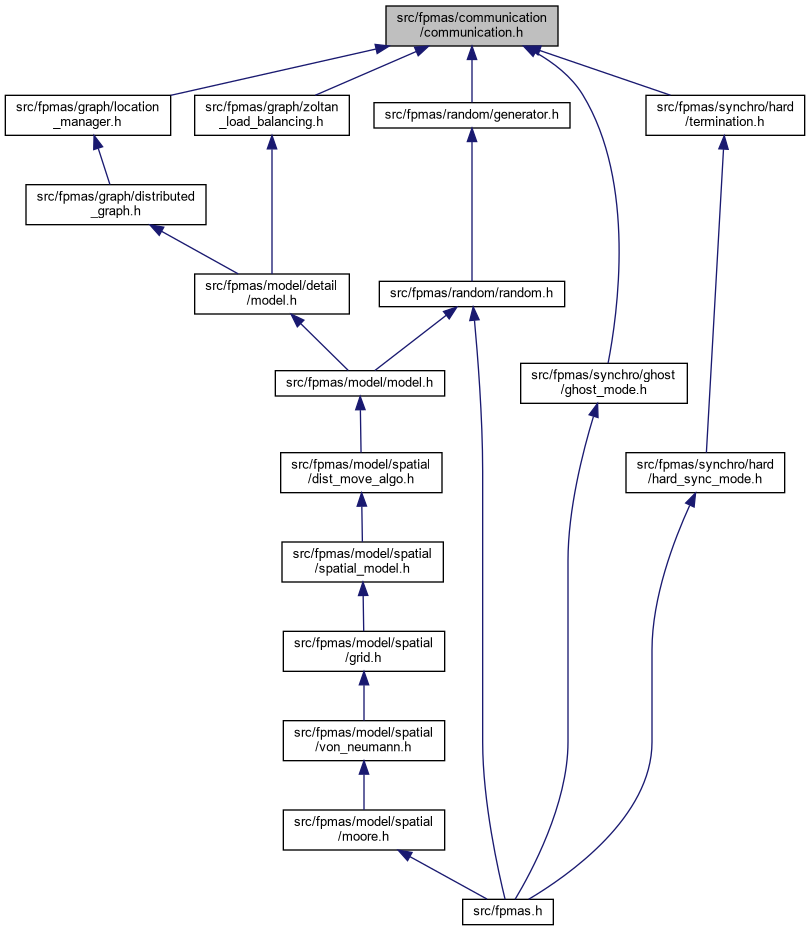 src/fpmas/communication
/communication.h
src/fpmas/graph/location
_manager.h
src/fpmas/graph/zoltan
_load_balancing.h
src/fpmas/random/generator.h
src/fpmas/synchro/hard
/termination.h
src/fpmas/graph/distributed
_graph.h
src/fpmas/model/detail
/model.h
src/fpmas/random/random.h
src/fpmas/model/model.h
src/fpmas/synchro/ghost
/ghost_mode.h
src/fpmas/model/spatial
/dist_move_algo.h
src/fpmas/synchro/hard
/hard_sync_mode.h
src/fpmas/model/spatial
/spatial_model.h
src/fpmas/model/spatial
/grid.h
src/fpmas/model/spatial
/von_neumann.h
src/fpmas/model/spatial
/moore.h
src/fpmas.h